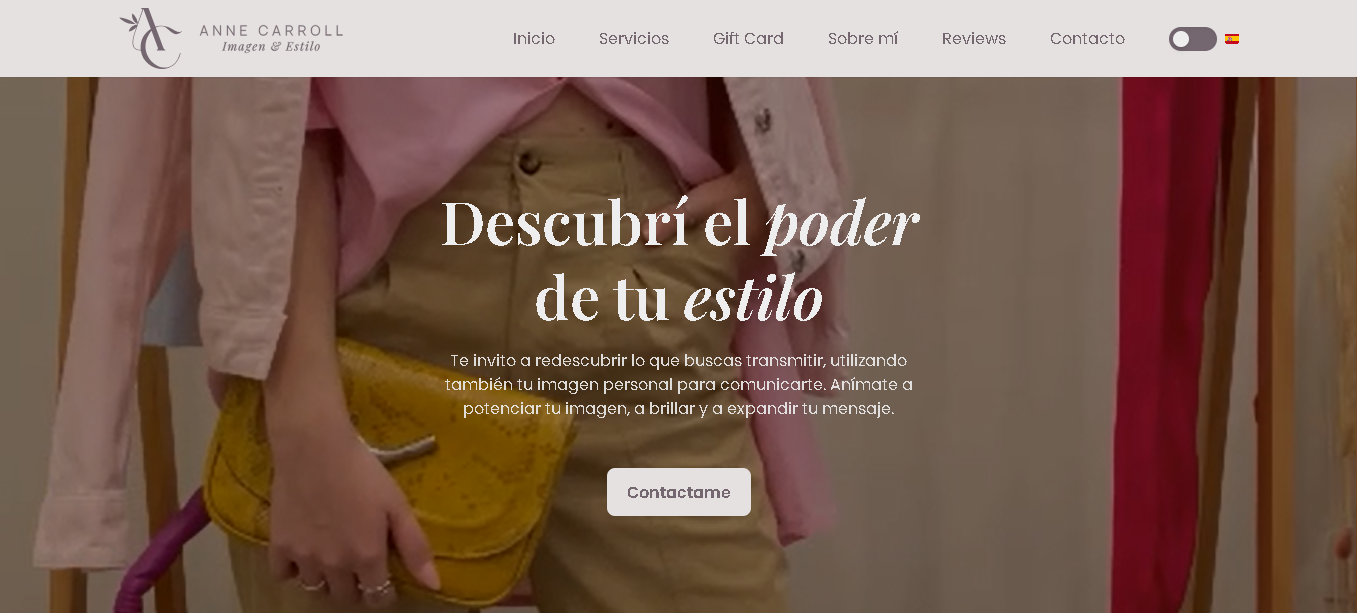 ANNE CARROLL
Imagen & Estilo
Inicio Servicios Gift Card Sobre mí Reviews Contacto
Descubrí el poder
de tu estilo
Te invito a redescubrir lo que buscas transmitir, utilizando
también tu imagen personal para comunicarte. Anímate a
potenciar tu imagen, a brillar y a expandir tu mensaje.
Contactame